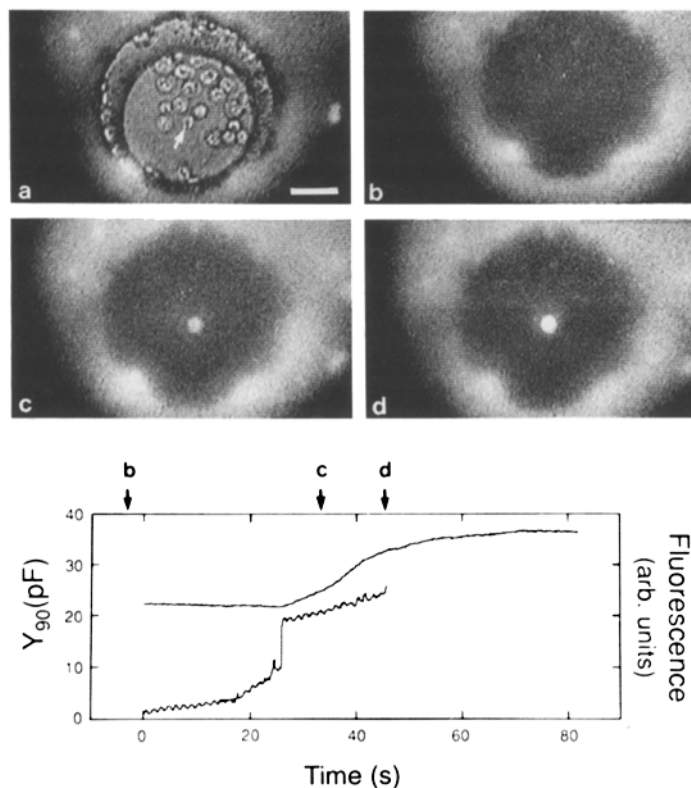 a
b
c
d
b c d
40
30
20
10
0
Y90(pF)
Fluorescence
(arb. units)
0 20 40 60 80
Time (s)